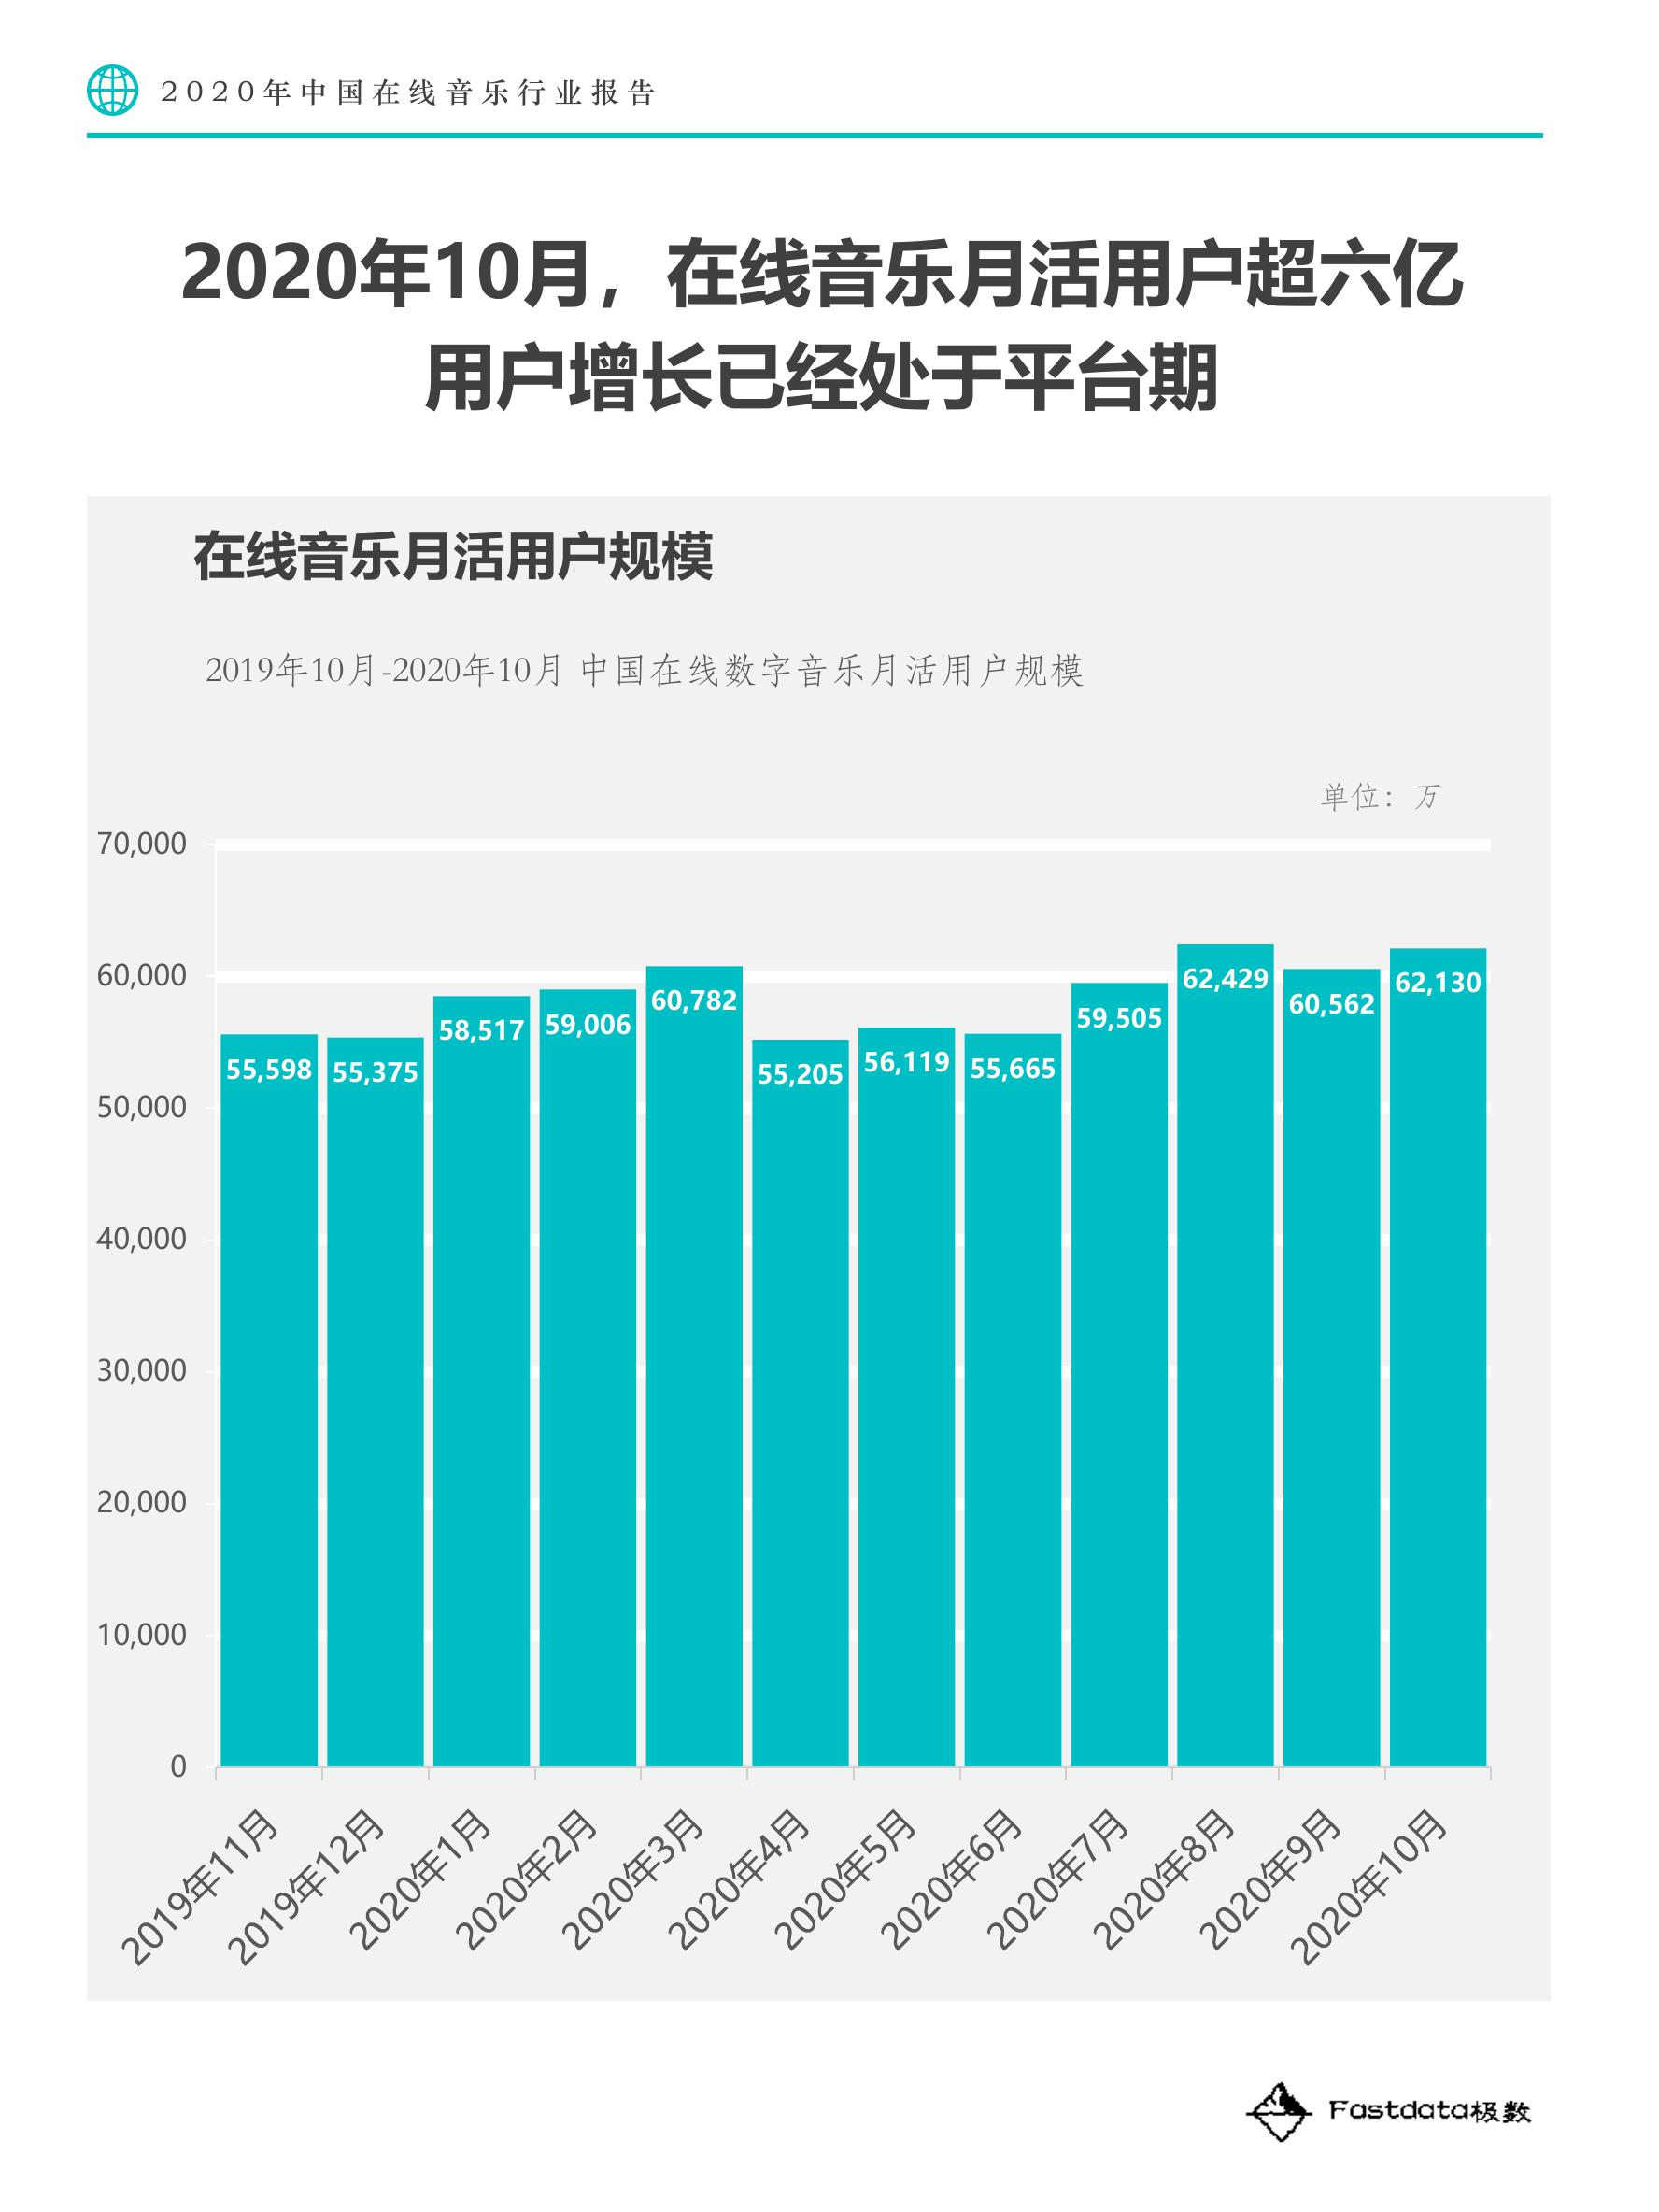 2020年中国在线音乐行业报告
2020年10月，在线音乐月活用户超六亿
用户增长已经处于平台期
在线音乐月活用户规模
2019年10月-2020年10月 中国在线数字音乐月活用户规模
单位：万
70,000
60,000
50,000
40,000
30,000
20,000
10,000
0
55,598
55,375
58,517
59,006
60,782
55,205
56,119
55,665
59,505
62,429
60,562
62,130
2019年11月
2019年12月
2020年1月
2020年2月
2020年3月
2020年4月
2020年5月
2020年6月
2020年7月
2020年8月
2020年9月
2020年10月
Fastdata极数